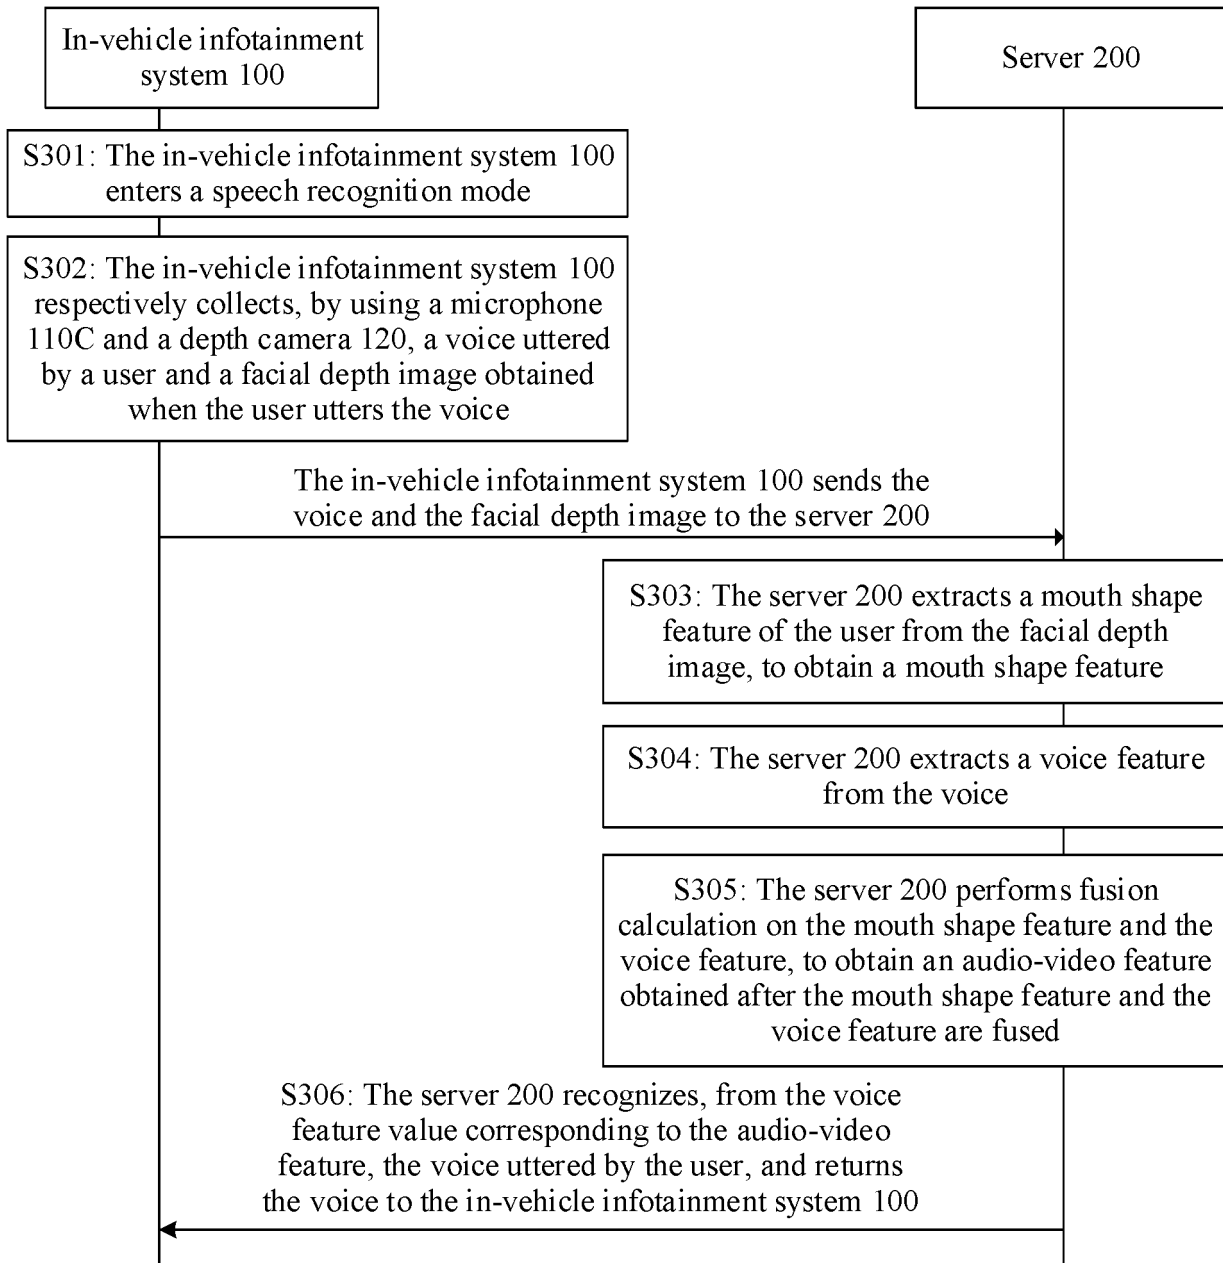 In-vehicle infotainment
system 100
Server 200
S301: The in-vehicle infotainment system 100
enters a speech recognition mode
S302: The in-vehicle infotainment system 100
respectively collects, by using a microphone
110C and a depth camera 120, a voice uttered
by a user and a facial depth image obtained
when the user utters the voice
The in-vehicle infotainment system 100 sends the
voice and the facial depth image to the server 200
S303: The server 200 extracts a mouth shape
feature of the user from the facial depth
image, to obtain a mouth shape feature
S304: The server 200 extracts a voice feature
from the voice
S305: The server 200 performs fusion
calculation on the mouth shape feature and the
voice feature, to obtain an audio-video feature
obtained after the mouth shape feature and the
voice feature are fused
S306: The server 200 recognizes, from the voice
feature value corresponding to the audio-video
feature, the voice uttered by the user, and returns
the voice to the in-vehicle infotainment system 100